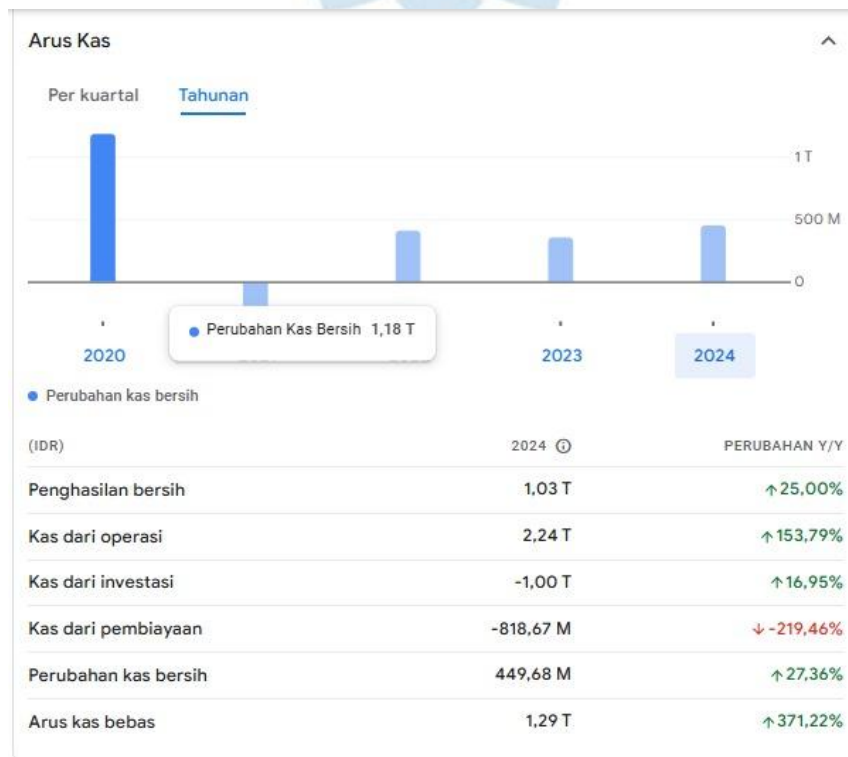 Arus Kas
Per kuartal Tahunan
1 T
500 M
0
Perubahan Kas Bersih 1,18 T
2020 2023 2024
Perubahan kas bersih
(IDR) 2024 PERUBAHAN Y/Y
Penghasilan bersih 1,03 T ↑25,00%
Kas dari operasi 2,24 T ↑153,79%
Kas dari investasi -1,00 T ↑16,95%
Kas dari pembiayaan -818,67 M ↓-219,46%
Perubahan kas bersih 449,68 M ↑27,36%
Arus kas bebas 1,29 T ↑371,22%